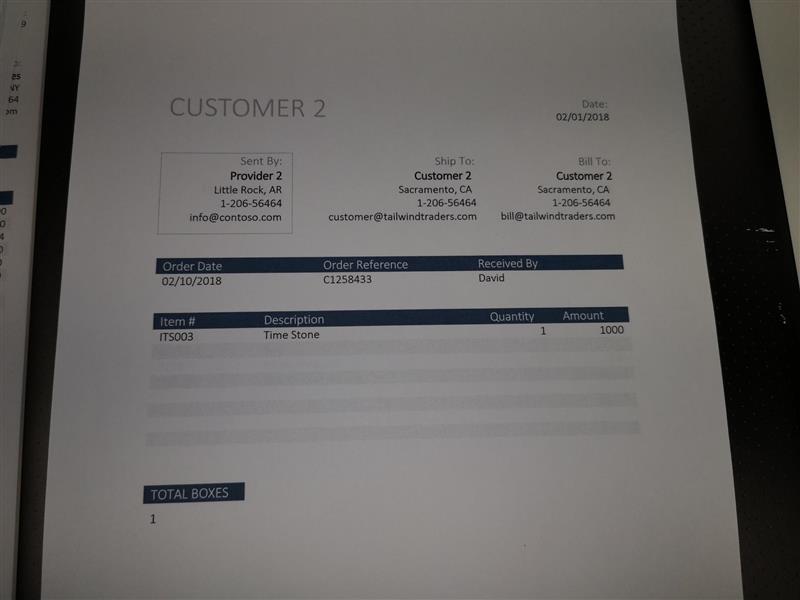 CUSTOMER 2
Date:
02/01/2018
Sent By:
Provider 2
Little Rock, AR
1-206-56464
info@contoso.com
Ship To:
Customer 2
Sacramento, CA
1-206-56464
customer@tailwindtraders.com
Bill To:
Customer 2
Sacramento, CA
1-206-56464
bill@tailwindtraders.com
Order Date Order Reference Received By
02/10/2018 C1258433 David
Item # Description Quantity Amount
ITS003 Time Stone 1 1000
TOTAL BOXES
1